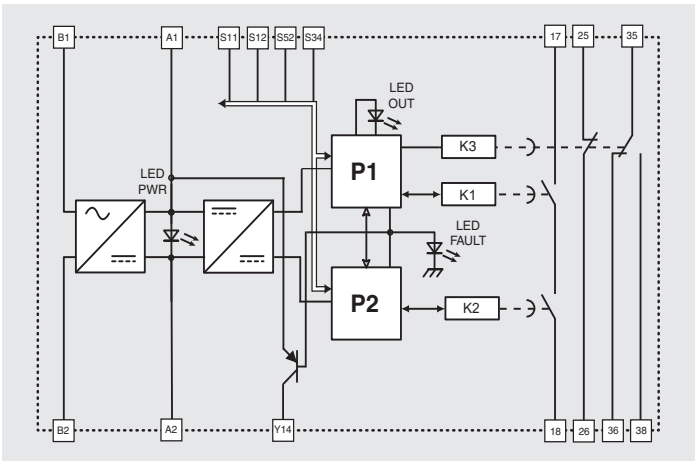 B1
A1
S11
S12
S52
S34
17
25
35
LED
OUT
P1
K3
LED
PWR
K1
LED
FAULT
P2
K2
B2
A2
Y14
18
26
36
38